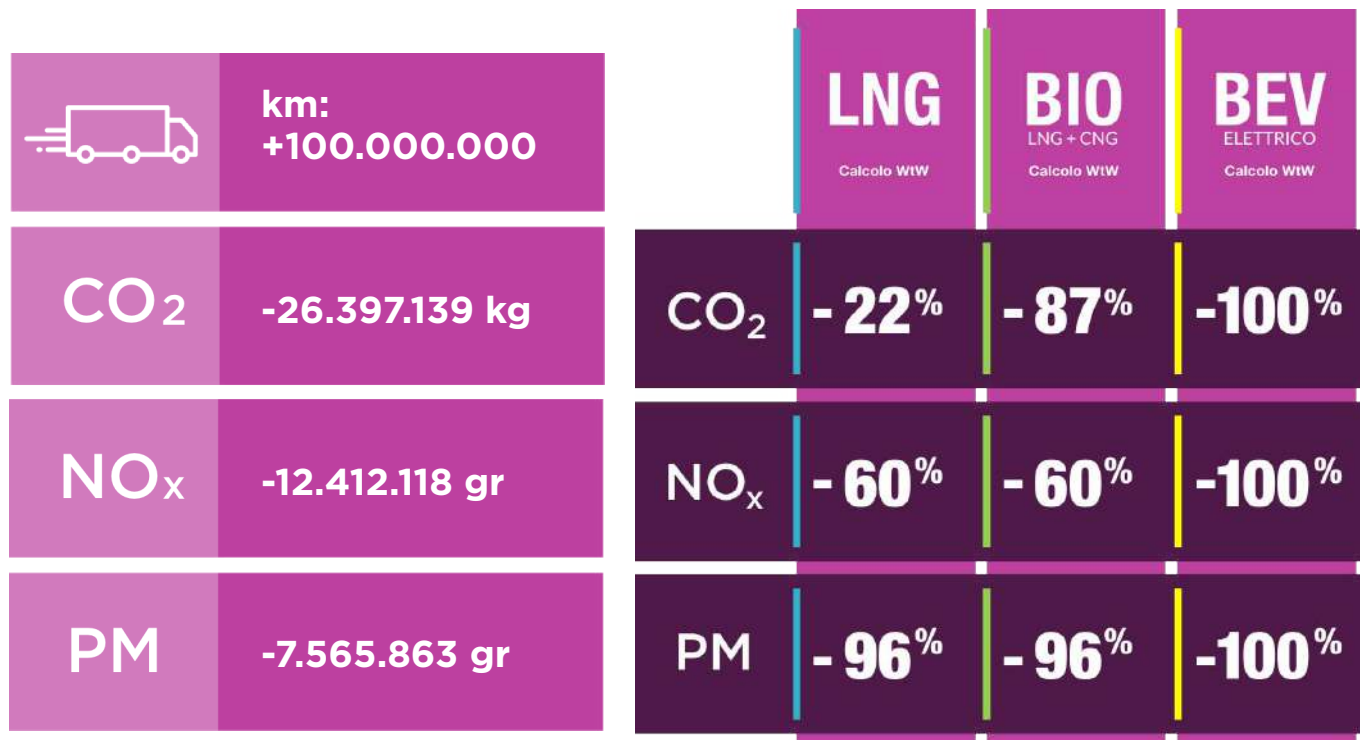 km:
+100.000.000
CO₂
-26.397.139 kg
NOx
-12.412.118 gr
PM
-7.565.863 gr
LNG
Calcolo WtW
BIO
LNG + CNG
Calcolo WtW
BEV
ELETTRICO
Calcolo WtW
CO₂
- 22%
- 87%
-100%
NOₓ
- 60%
- 60%
-100%
PM
- 96%
- 96%
-100%